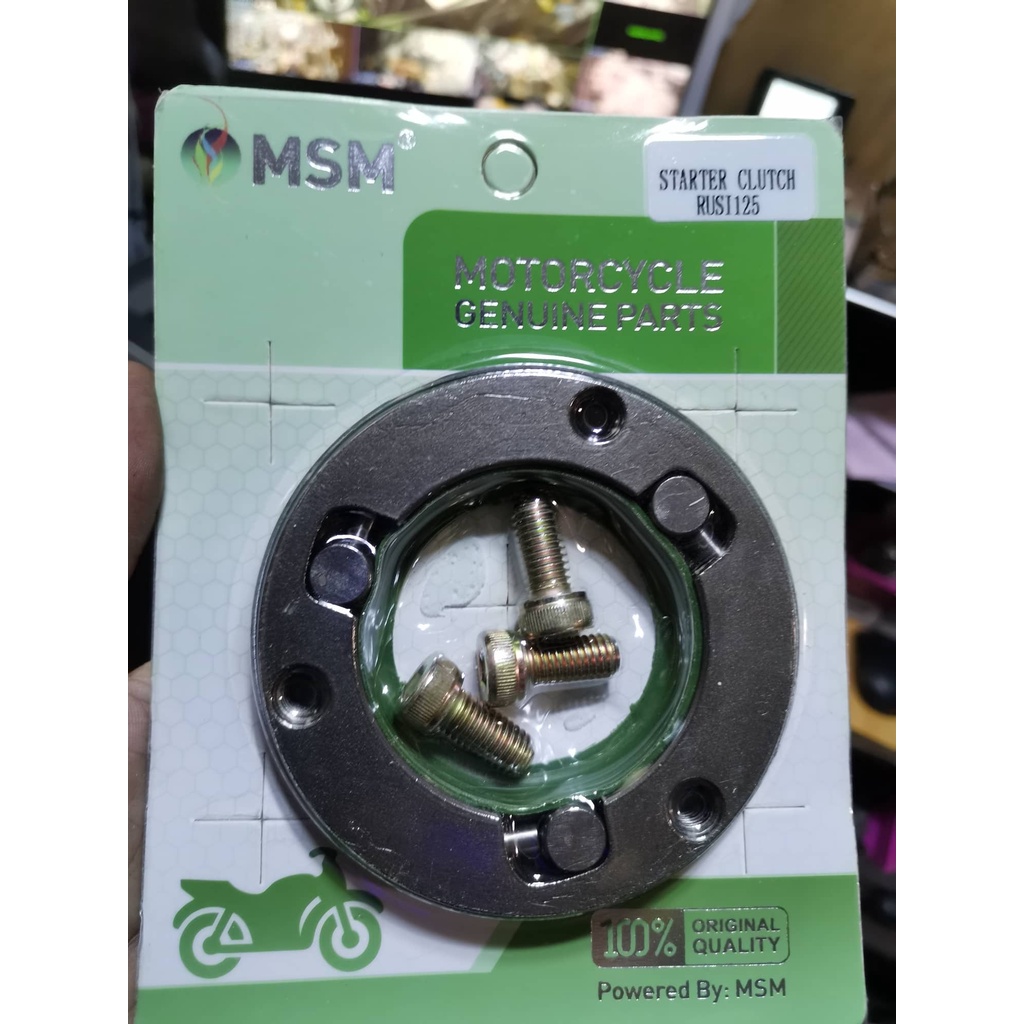 MSM®
STARTER CLUTCH
RUSI125
MOTORCYCLE
GENUINE PARTS
100% ORIGINAL
QUALITY
Powered By: MSM